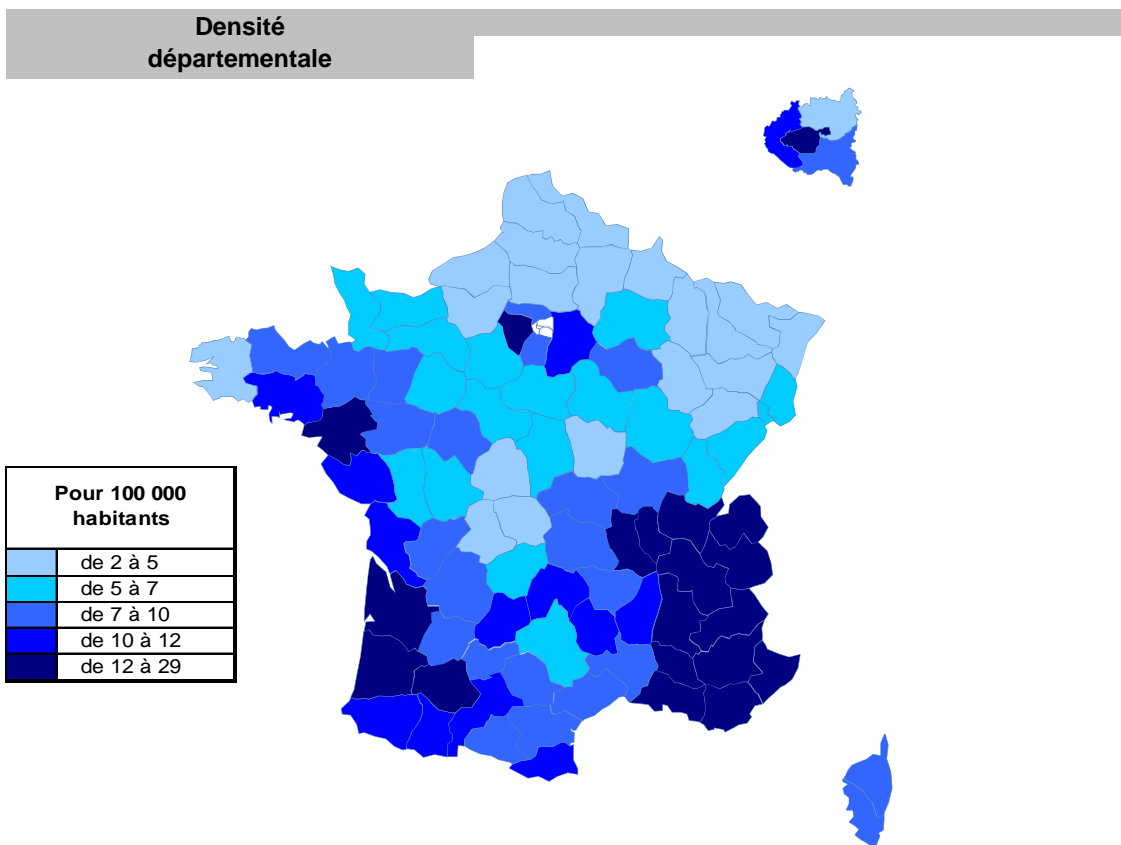 Densité
départementale
Pour 100 000
habitants
de 2 à 5
de 5 à 7
de 7 à 10
de 10 à 12
de 12 à 29